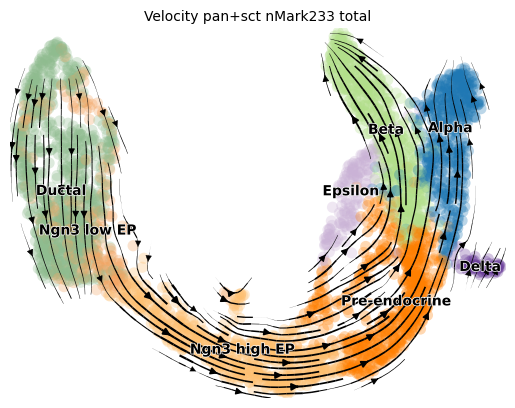 Velocity pan+sct nMark233 total
Beta
Alpha
Ductal
Epsilon
Ngn3 low EP
Delta
Pre-endocrine
Ngn3 high EP